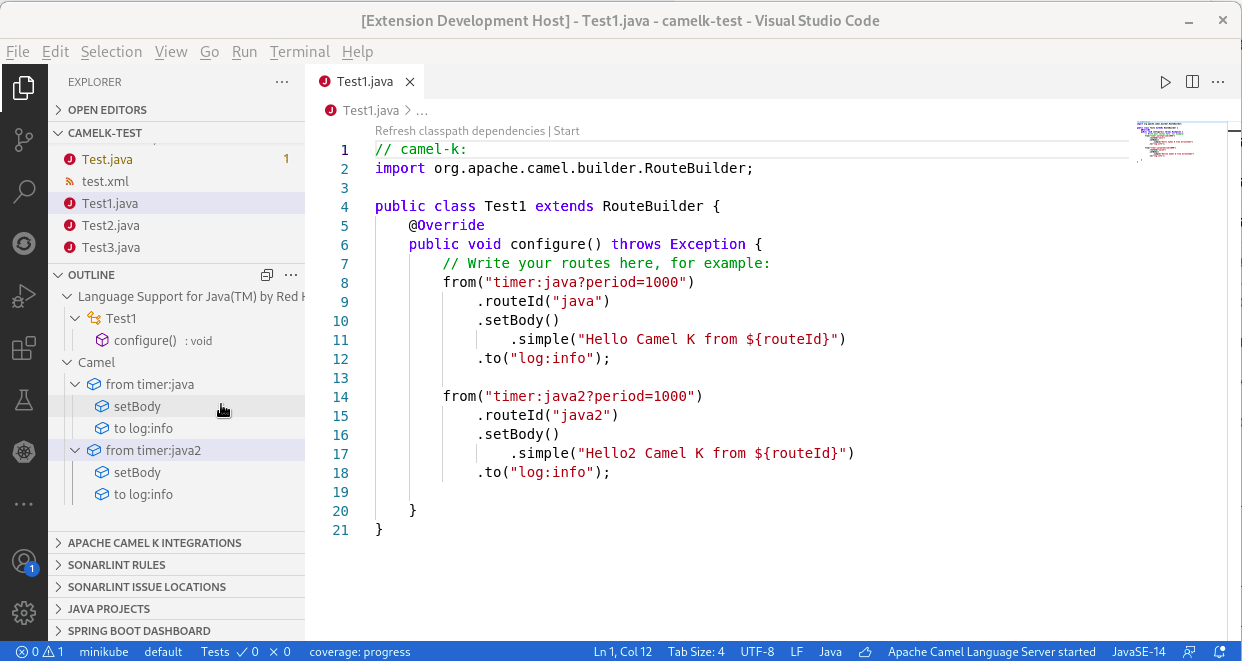 [Extension Development Host] - Test1.java - camelk-test - Visual Studio Code
File Edit Selection View Go Run Terminal Help
EXPLORER
OPEN EDITORS
CAMELK-TEST
Test.java 1
test.xml
Test1.java
Test2.java
Test3.java
OUTLINE
Language Support for Java(TM) by Red
Test1
configure() : void
Camel
from timer:java
setBody
to log:info
from timer:java2
setBody
to log:info
APACHE CAMEL K INTEGRATIONS
SONARLINT RULES
SONARLINT ISSUE LOCATIONS
JAVA PROJECTS
SPRING BOOT DASHBOARD
1
Test1.java
Test1.java > ...
Refresh classpath dependencies | Start
1 // camel-k:
2 import org.apache.camel.builder.RouteBuilder;
3
4 public class Test1 extends RouteBuilder {
5 @Override
6 public void configure() throws Exception {
7 // Write your routes here, for example:
8 from("timer:java?period=1000")
9 .routeId("java")
10 .setBody()
11 .simple("Hello Camel K from ${routeId}")
12 .to("log:info");
13
14 from("timer:java2?period=1000")
15 .routeId("java2")
16 .setBody()
17 .simple("Hello2 Camel K from ${routeId}")
18 .to("log:info");
19
20 }
21 }
0 1 minikube default Tests ✓ 0 × 0 coverage: progress Ln 1, Col 12 Tab Size: 4 UTF-8 LF Java Apache Camel Language Server started JavaSE-14